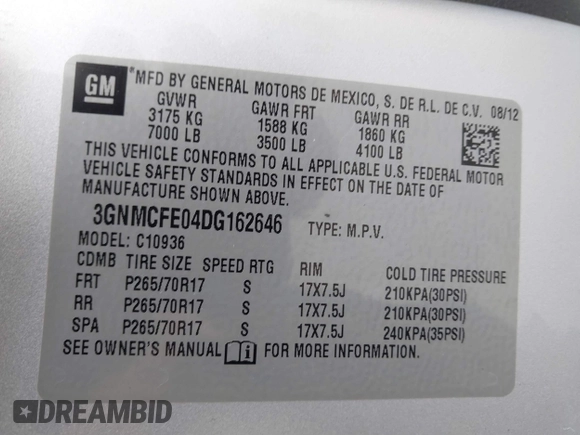 GM
*MFD BY GENERAL MOTORS DE MEXICO, S. DE R.L. DE C.V. 08/12
GVWR GAWR FRT GAWR RR
3175 KG 1588 KG 1860 KG
7000 LB 3500 LB 4100 LB
THIS VEHICLE CONFORMS TO ALL APPLICABLE U.S. FEDERAL MOTOR
VEHICLE SAFETY STANDARDS IN EFFECT ON THE DATE OF
MANUFACTURE SHOWN ABOVE.
3GNMCFE04DG162646 TYPE: M.P.V.
MODEL: C10936
CDMB TIRE SIZE SPEED RTG RIM COLD TIRE PRESSURE
FRT P265/70R17 S 17X7.5J 210KPA(30PSI)
RR P265/70R17 S 17X7.5J 210KPA(30PSI)
SPA P265/70R17 S 17X7.5J 240KPA(35PSI)
SEE OWNER'S MANUAL FOR MORE INFORMATION.
DREAMBID